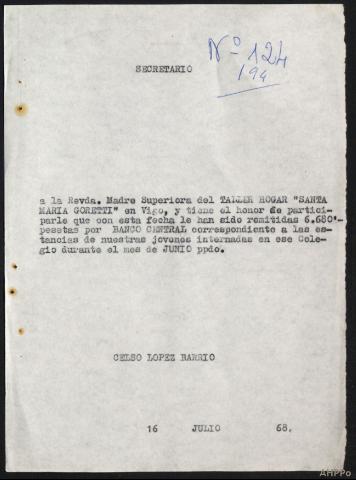 Nº 124
194
SECRETARIO
a la Revda. Madre Superiora del TALLER HOGAR "SANTA
MARIA GORETTI" en Vigo, y tiene el honor de partici-
parle que con esta fecha le han sido remitidas 6.680'-
pesetas por BANCO CENTRAL correspondiente a las es-
tancias de nuestras jovenes internadas en ese Cole-
gio durante el mes de JUNIO ppdo.
CELSO LOPEZ BARRIO
16 JULIO 68.
AHPPo